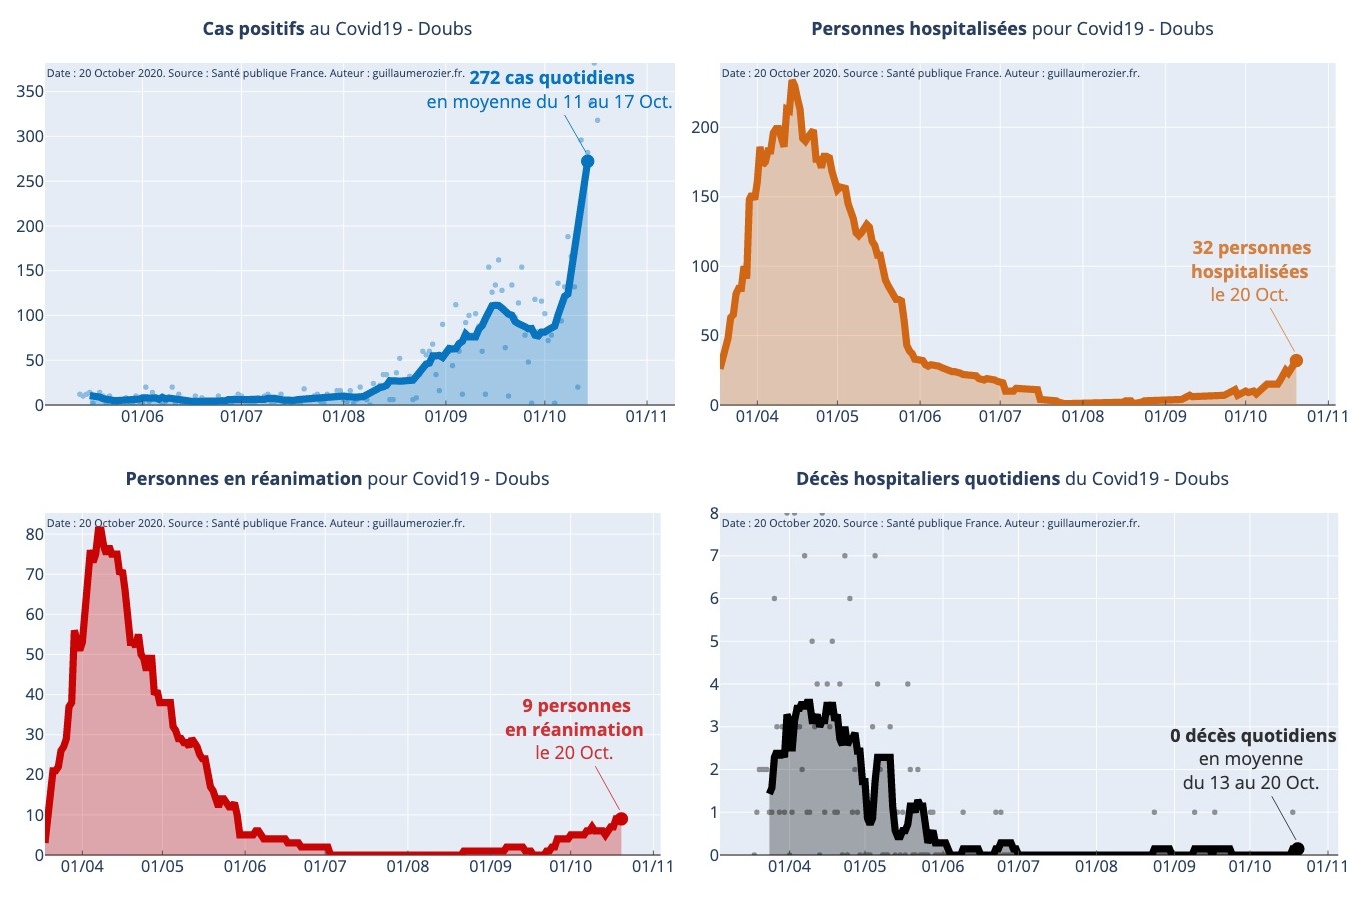 Cas positifs au Covid19 - Doubs
Date : 20 October 2020. Source : Santé publique France. Auteur : guillaumerozier.fr.
272 cas quotidiens
en moyenne du 11 au 17 Oct.
350
300
250
200
150
100
50
0
01/06 01/07 01/08 01/09 01/10 01/11
Personnes hospitalisées pour Covid19 - Doubs
Date : 20 October 2020. Source : Santé publique France. Auteur : guillaumerozier.fr.
200
150
32 personnes
hospitalisées
le 20 Oct.
100
50
0
01/04 01/05 01/06 01/07 01/08 01/09 01/10 01/11
Personnes en réanimation pour Covid19 - Doubs
Date : 20 October 2020. Source : Santé publique France. Auteur : guillaumerozier.fr.
80
70
60
50
40
30
20
10
0
9 personnes
en réanimation
le 20 Oct.
01/04 01/05 01/06 01/07 01/08 01/09 01/10 01/11
Décès hospitaliers quotidiens du Covid19 - Doubs
Date : 20 October 2020. Source : Santé publique France. Auteur : guillaumerozier.fr.
8
7
6
5
4
3
2
1
0
0 décès quotidiens
en moyenne
du 13 au 20 Oct.
01/04 01/05 01/06 01/07 01/08 01/09 01/10 01/11